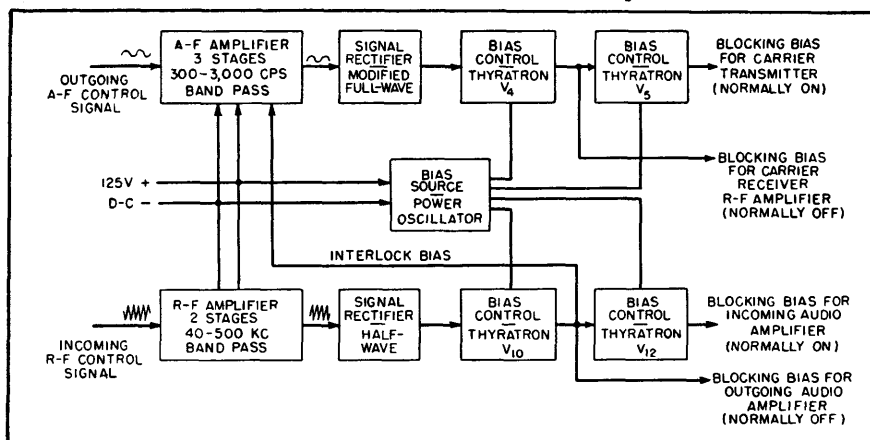 A-F AMPLIFIER
3 STAGES
300-3,000 CPS
BAND PASS
OUTGOING
A-F CONTROL
SIGNAL
SIGNAL
RECTIFIER
MODIFIED
FULL-WAVE
BIAS
CONTROL
THYRATRON
V4
BIAS
CONTROL
THYRATRON
V5
BLOCKING BIAS
FOR CARRIER
TRANSMITTER
(NORMALLY ON)
BLOCKING BIAS
FOR CARRIER
RECEIVER
R-F AMPLIFIER
(NORMALLY OFF)
125V +
D-C -
BIAS
SOURCE
POWER
OSCILLATOR
INTERLOCK BIAS
R-F AMPLIFIER
2 STAGES
40-500 KC
BAND PASS
INCOMING
R-F CONTROL
SIGNAL
SIGNAL
RECTIFIER
HALF-
WAVE
BIAS
CONTROL
THYRATRON
V10
BIAS
CONTROL
THYRATRON
V12
BLOCKING BIAS FOR
INCOMING AUDIO
AMPLIFIER
(NORMALLY ON)
BLOCKING BIAS FOR
OUTGOING AUDIO
AMPLIFIER
(NORMALLY OFF)